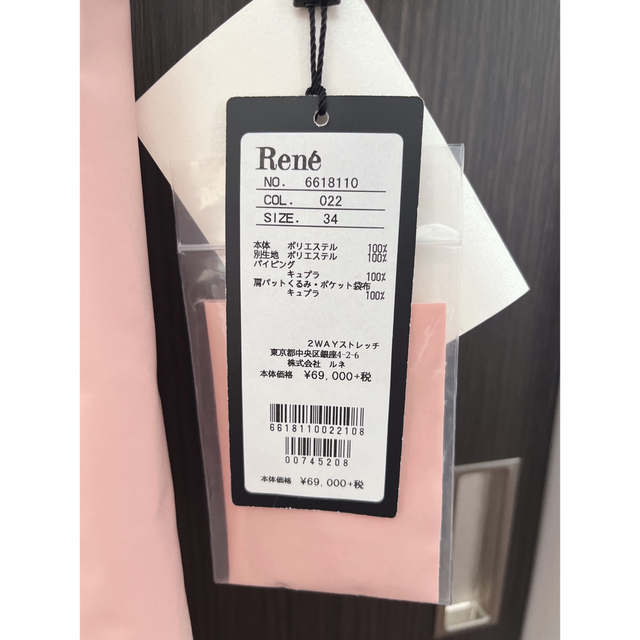 René
NO. 6618110
COL. 022
SIZE. 34
本体 ポリエステル 100%
別生地 ポリエステル 100%
パイピング
キュプラ 100%
肩パットくるみ・ポケット袋布
キュプラ 100%
2WAYストレッチ
東京都中央区銀座4-2-6
株式会社 ルネ
本体価格 ¥69,000+税
6618110022108
00745208
本体価格 ¥69,000+税